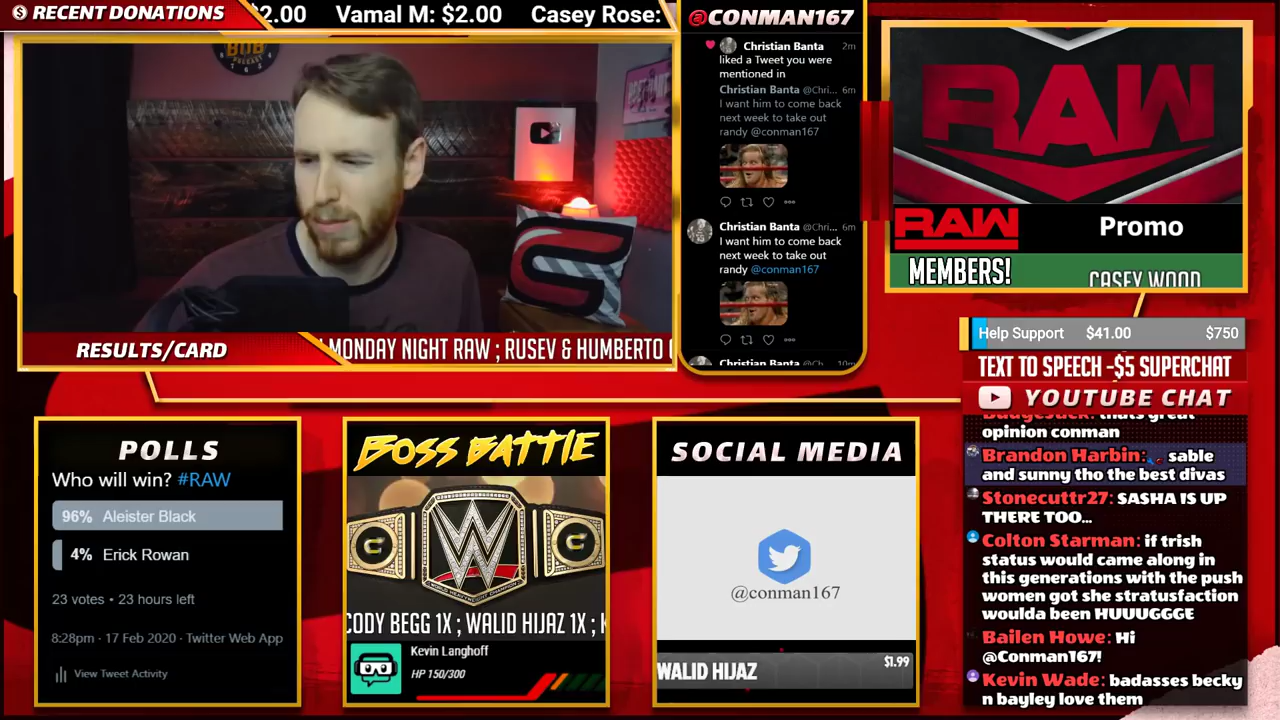 RECENT DONATIONS
$2.00 Vamal M: $2.00 Casey Rose:
@CONMAN167
Christian Banta 2m
liked a Tweet you were
mentioned in
Christian Banta @Chri... 6m
I want him to come back
next week to take out
randy @conman167
Christian Banta @Chri... 6m
I want him to come back
next week to take out
randy @conman167
Christian Banta @Ch... 10m
RAW
RAW Promo
MEMBERS! CASEY WOOD
RESULTS/CARD
MONDAY NIGHT RAW ; RUSEV & HUMBERTO
Help Support $41.00 $750
TEXT TO SPEECH -$5 SUPERCHAT
YOUTUBE CHAT
thats great
opinion conman
Brandon Harbin: sable
and sunny tho the best divas
Stonecuttr27: SASHA IS UP
THERE TOO...
Colton Starman: if trish
status would came along in
this generations with the push
women got she stratusfaction
woulda been HUUUGGGE
Bailen Howe: Hi
@Conman167!
Kevin Wade: badasses becky
n bayley love them
POLLS
Who will win? #RAW
96% Aleister Black
4% Erick Rowan
23 votes • 23 hours left
8:28pm · 17 Feb 2020 · Twitter Web App
View Tweet Activity
BOSS BATTLE
W
CODY BEGG 1X ; WALID HIJAZ 1X ;
Kevin Langhoff
HP 150/300
SOCIAL MEDIA
@conman167
WALID HIJAZ $1.99